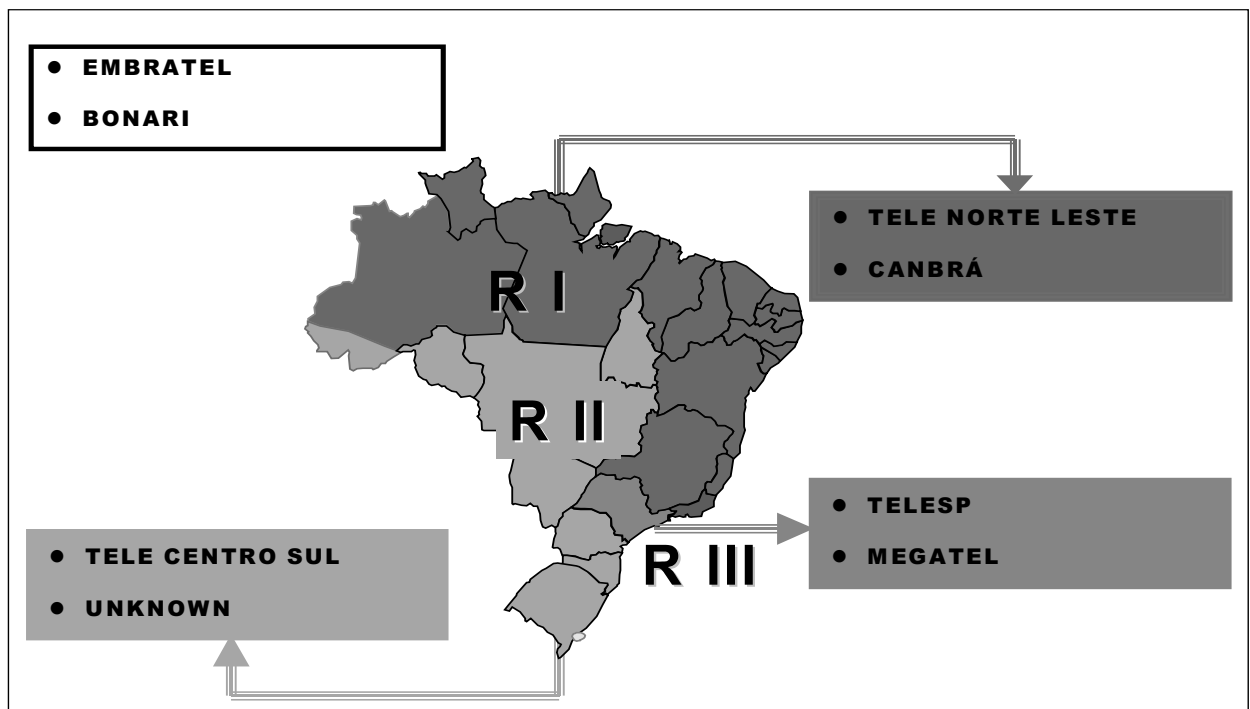 ● EMBRATEL
● BONARI
● TELE NORTE LESTE
● CANBRÁ
R I
R II
● TELESP
● MEGATEL
R III
● TELE CENTRO SUL
● UNKNOWN